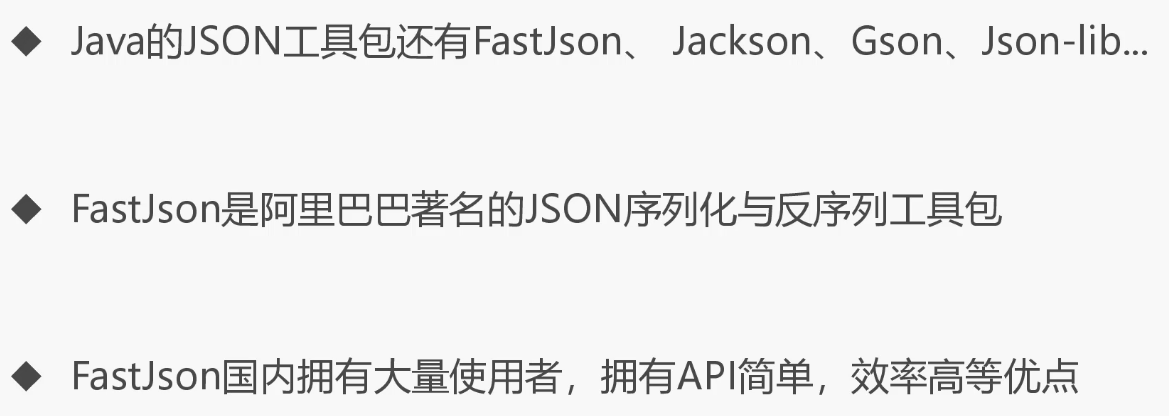 ◆ Java的JSON工具包还有FastJson、 Jackson、Gson、Json-lib...
◆ FastJson是阿里巴巴著名的JSON序列化与反序列工具包
◆ FastJson国内拥有大量使用者，拥有API简单，效率高等优点